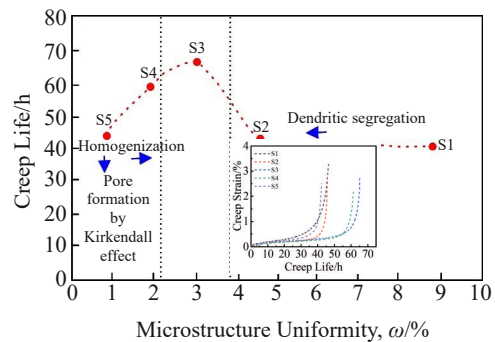 80
70
60
50
40
30
20
10
0
Creep Life/h
S3
S4
S5
S2
S1
Dendritic segregation
Homogenization
Pore
formation
by
Kirkendall
effect
4
3
2
1
0
Creep Strain/%
S1
S2
S3
S4
S5
0 10 20 30 40 50 60 70
Creep Life/h
0 1 2 3 4 5 6 7 8 9 10
Microstructure Uniformity, ω/%